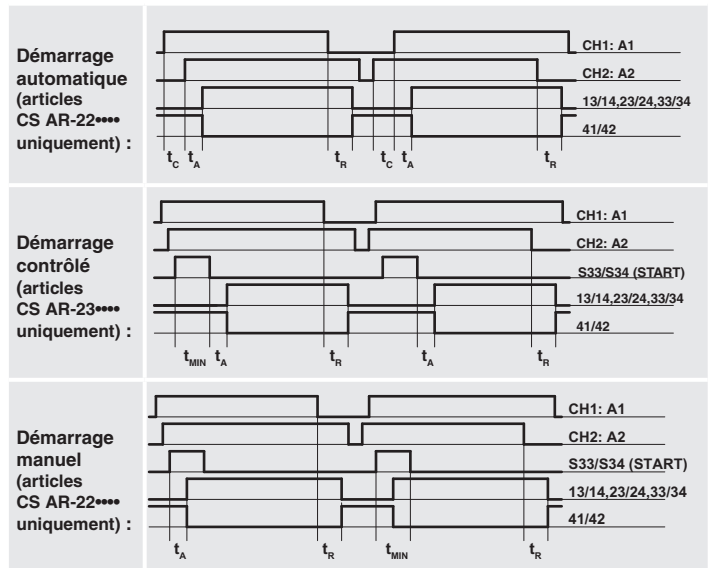 Démarrage
automatique
(articles
CS AR-22••••
uniquement) :
CH1: A1
CH2: A2
13/14,23/24,33/34
41/42
tC tA tR tC tA tR
Démarrage
contrôlé
(articles
CS AR-23••••
uniquement) :
CH1: A1
CH2: A2
S33/S34 (START)
13/14,23/24,33/34
41/42
tMIN tA tR tA tR
Démarrage
manuel
(articles
CS AR-22••••
uniquement) :
CH1: A1
CH2: A2
S33/S34 (START)
13/14,23/24,33/34
41/42
tA tR tMIN tR